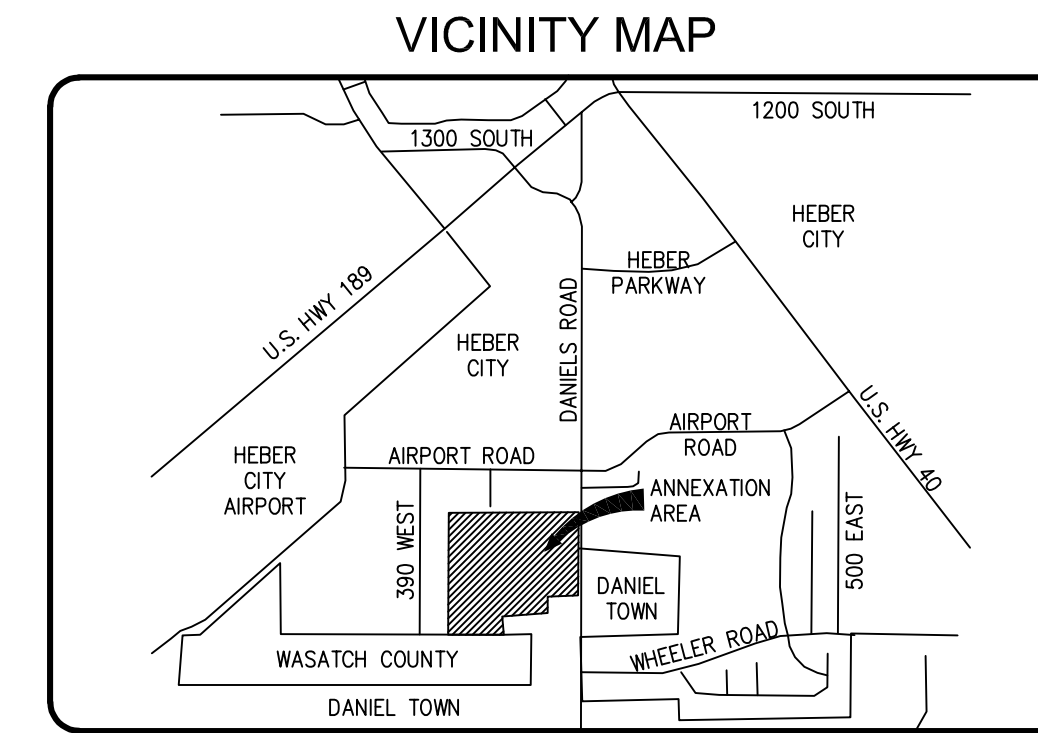 VICINITY MAP
1200 SOUTH
1300 SOUTH
HEBER
CITY
HEBER
PARKWAY
U.S. HWY 189
DANIELS ROAD
HEBER
CITY
U.S. HWY 40
AIRPORT
ROAD
HEBER
CITY
AIRPORT
AIRPORT ROAD
ANNEXATION
AREA
390 WEST
500 EAST
DANIEL
TOWN
WHEELER ROAD
WASATCH COUNTY
DANIEL TOWN